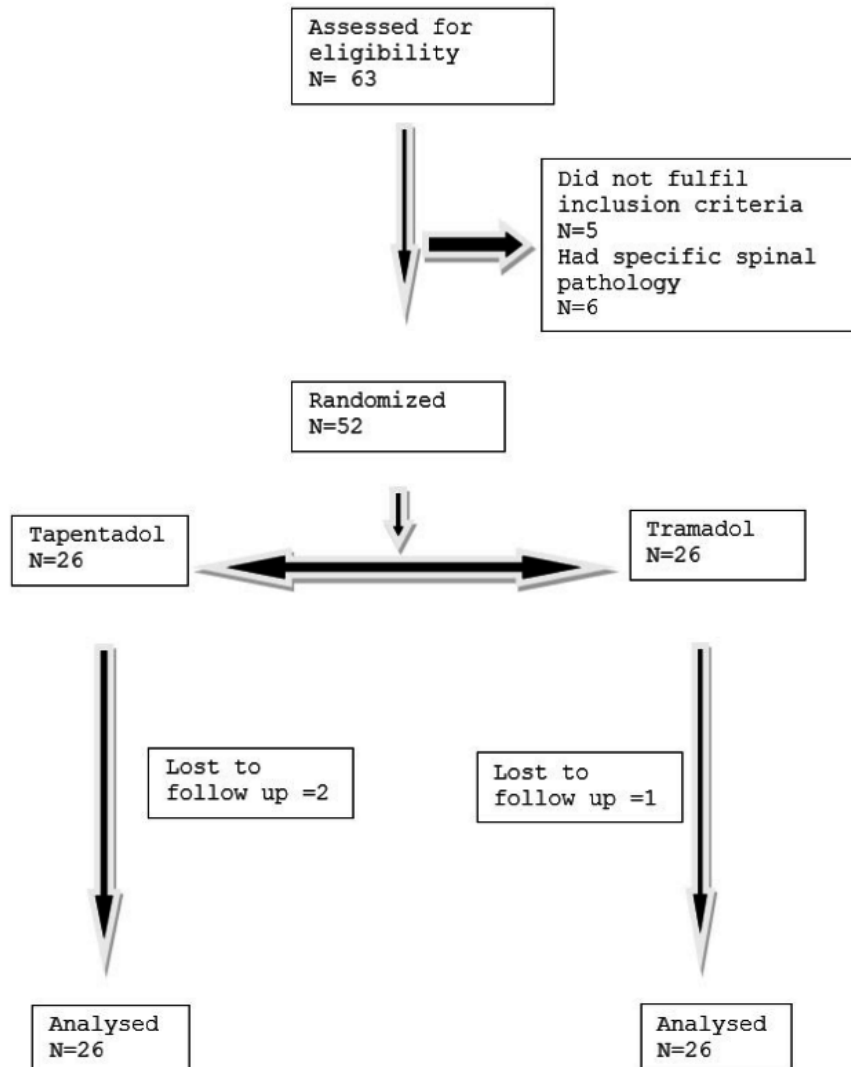 Assessed for
eligibility
N= 63
Did not fulfil
inclusion criteria
N=5
Had specific spinal
pathology
N=6
Randomized
N=52
Tapentadol
N=26
Tramadol
N=26
Lost to
follow up =2
Lost to
follow up =1
Analysed
N=26
Analysed
N=26